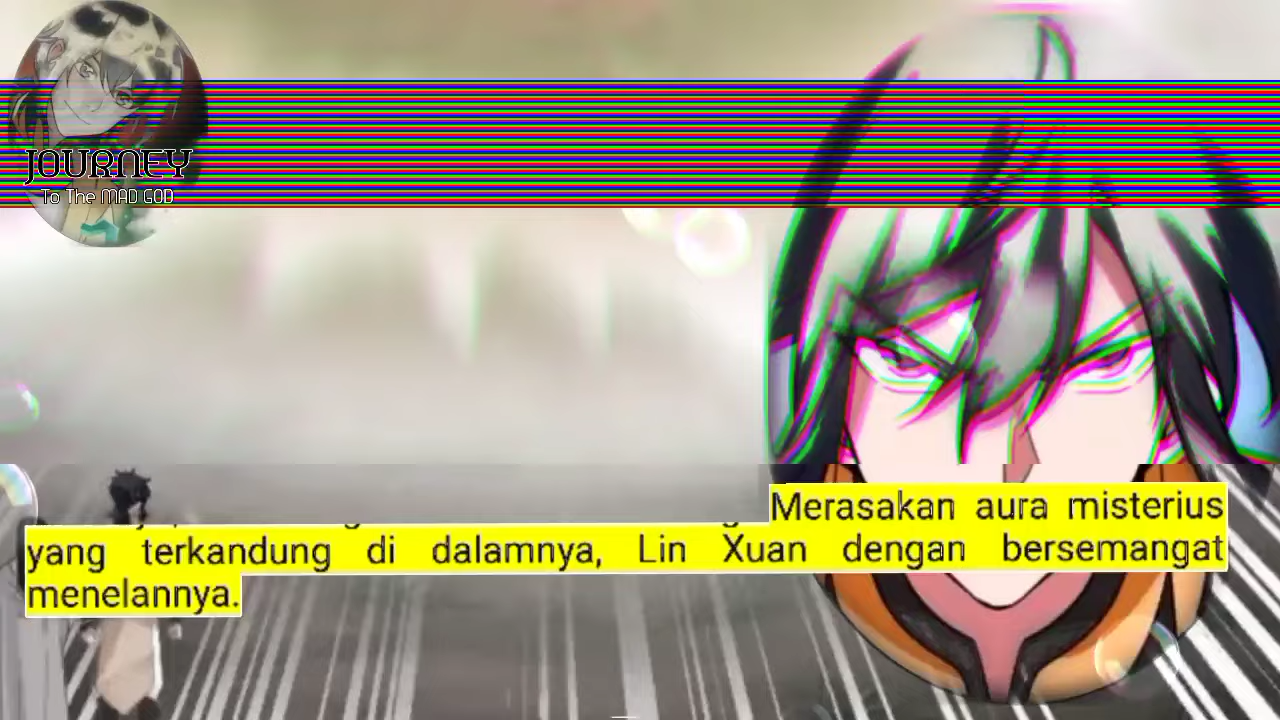 JOURNEY
To The MAD GOD
Merasakan aura misterius
yang terkandung di dalamnya, Lin Xuan dengan bersemangat
menelannya.